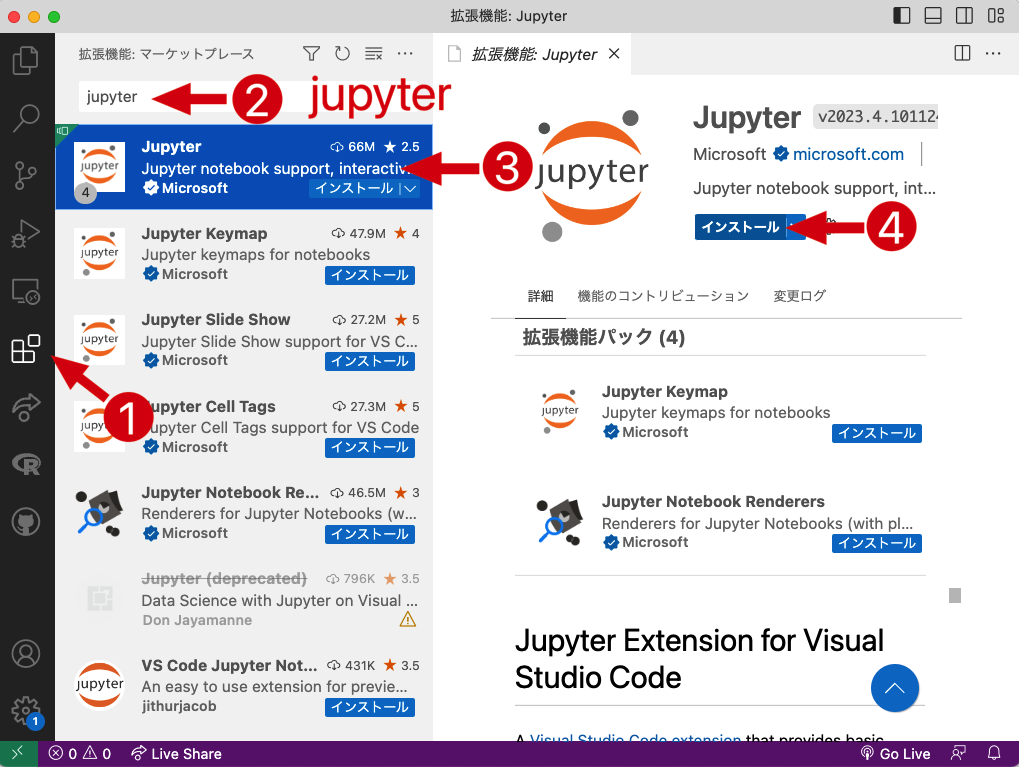 拡張機能: Jupyter
拡張機能: マーケットプレース
拡張機能: Jupyter
jupyter
2
jupyter
Jupyter
66M
2.5
Jupyter notebook support, interactiv
Microsoft
インストール
4
3
Jupyter Keymap
47.9M
4
Jupyter keymaps for notebooks
Microsoft
インストール
jupyter
Jupyter Slide Show
27.2M
5
Jupyter Slide Show support for VS C...
Microsoft
インストール
jupyter
1
upyter Cell Tags
27.3M
5
upyter Cell Tags support for VS Code
Microsoft
インストール
Jupyter Notebook Re...
46.5M
3
Renderers for Jupyter Notebooks (w...
Microsoft
インストール
Jupyter (deprecated)
796K
3.5
Data Science with Jupyter on Visual ...
Don Jayamanne
VS Code Jupyter Not...
431K
3.5
An easy to use extension for previe...
jithurjacob
インストール
jupyter
jupyter
Jupyter
v2023.4.10112
Microsoft
microsoft.com
Jupyter notebook support, int...
インストール
4
詳細
機能のコントリビューション
変更ログ
拡張機能パック (4)
jupyter
Jupyter Keymap
Jupyter keymaps for notebooks
Microsoft
インストール
Jupyter Notebook Renderers
Renderers for Jupyter Notebooks (with pl...
Microsoft
インストール
Jupyter Extension for Visual
Studio Code
A Visual Studio Code extension that provides basic
1
0
0
Live Share
Go Live